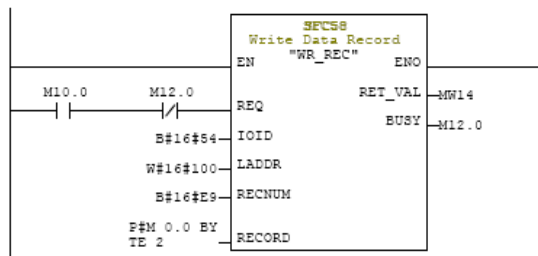 SFC58
Write Data Record
"WR_REC"
EN
ENO
M10.0
M12.0
REQ
RET_VAL
MW14
BUSY
M12.0
B#16#54
IOID
W#16#100
LADDR
B#16#E9
RECNUM
P#M 0.0 BY
TE 2
RECORD